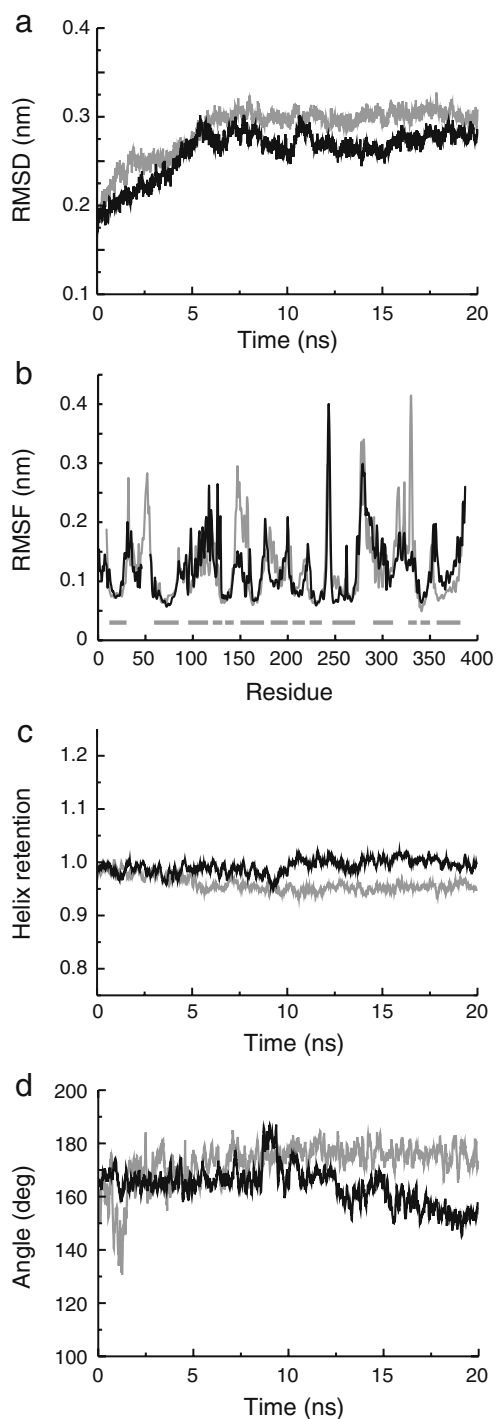 a
RMSD (nm)
0.4
0.3
0.2
0.1
0 5 10 15 20
Time (ns)
b
RMSF (nm)
0.4
0.3
0.2
0.1
0
0 50 100 150 200 250 300 350 400
Residue
c
Helix retention
1.2
1.1
1.0
0.9
0.8
0 5 10 15 20
Time (ns)
d
Angle (deg)
200
180
160
140
120
100
0 5 10 15 20
Time (ns)